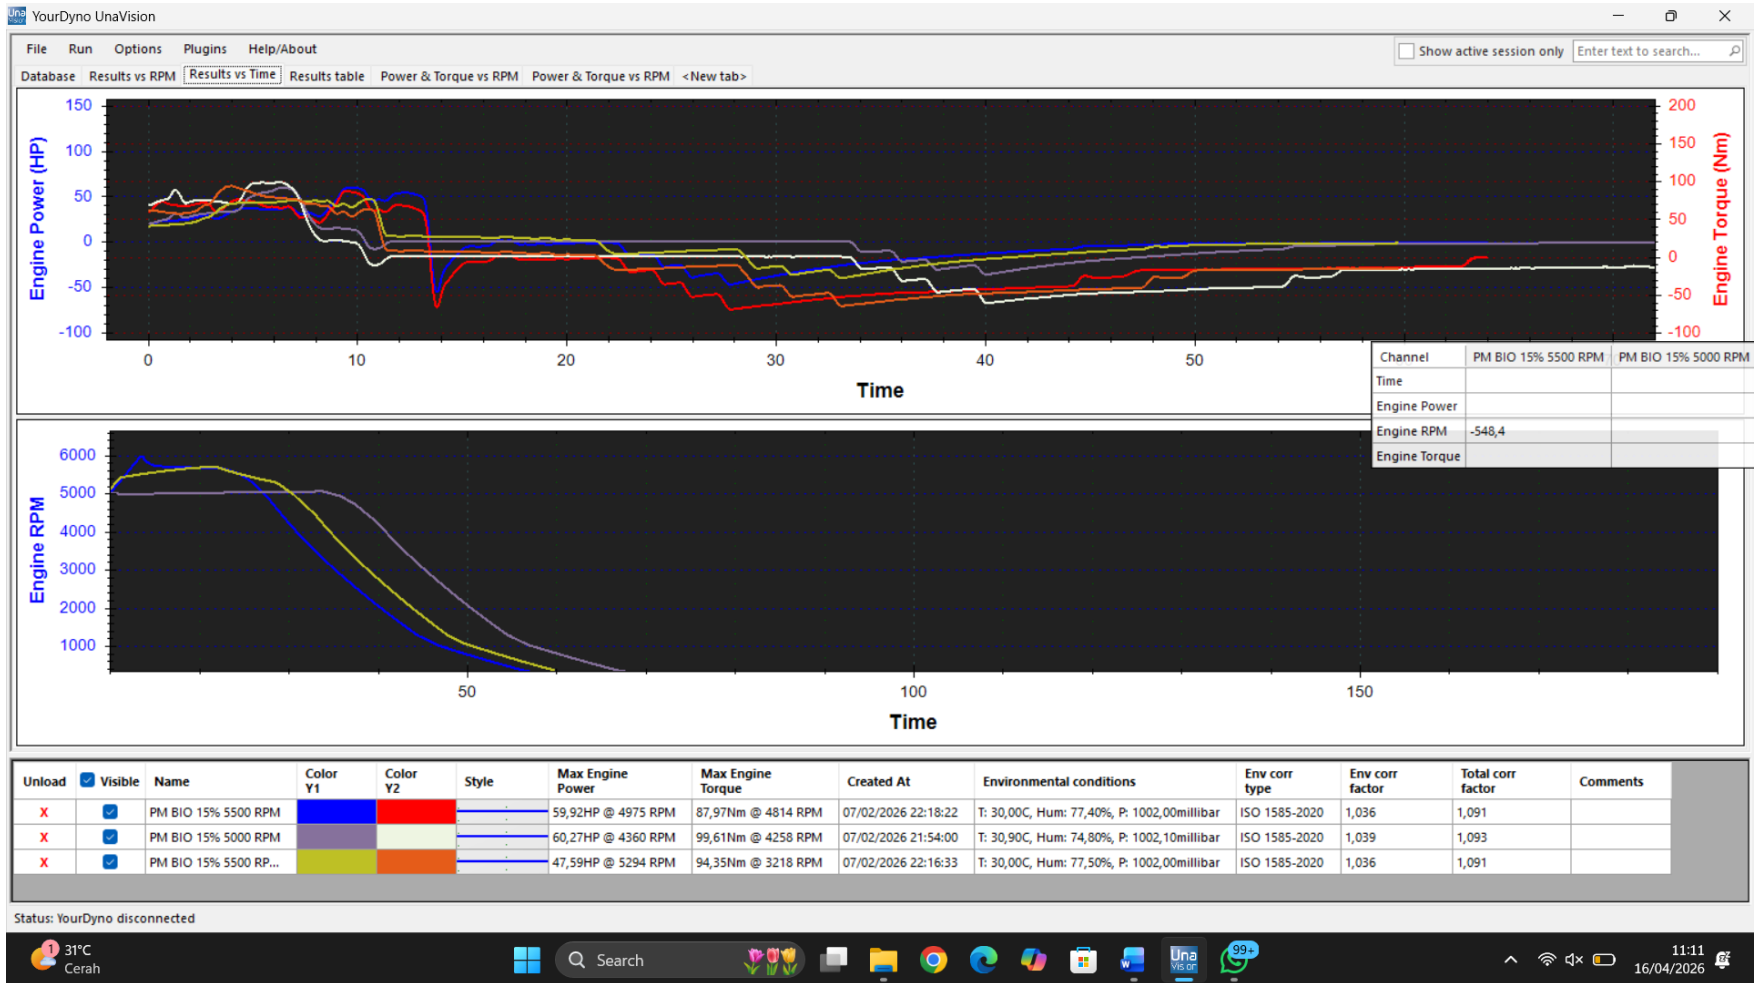 Una Vision YourDyno UnaVision
File Run Options Plugins Help/About
Show active session only Enter text to search...
Database Results vs RPM Results vs Time Results table Power & Torque vs RPM Power & Torque vs RPM <New tab>
Engine Power (HP)
150
100
50
0
-50
-100
200
150
100
50
0
-50
-100
Engine Torque (Nm)
0 10 20 30 40 50
Time
Channel PM BIO 15% 5500 RPM PM BIO 15% 5000 RPM
Time
Engine Power
Engine RPM -548,4
Engine Torque
Engine RPM
6000
5000
4000
3000
2000
1000
50 100 150
Time
Unload Visible Name Color Y1 Color Y2 Style Max Engine Power Max Engine Torque Created At Environmental conditions Env corr type Env corr factor Total corr factor Comments
X PM BIO 15% 5500 RPM 59,92HP @ 4975 RPM 87,97Nm @ 4814 RPM 07/02/2026 22:18:22 T: 30,00C, Hum: 77,40%, P: 1002,00millibar ISO 1585-2020 1,036 1,091
X PM BIO 15% 5000 RPM 60,27HP @ 4360 RPM 99,61Nm @ 4258 RPM 07/02/2026 21:54:00 T: 30,90C, Hum: 74,80%, P: 1002,10millibar ISO 1585-2020 1,039 1,093
X PM BIO 15% 5500 RP... 47,59HP @ 5294 RPM 94,35Nm @ 3218 RPM 07/02/2026 22:16:33 T: 30,00C, Hum: 77,50%, P: 1002,00millibar ISO 1585-2020 1,036 1,091
Status: YourDyno disconnected
1 31°C
Cerah
Search
W
Una Vision
99+
11:11
16/04/2026